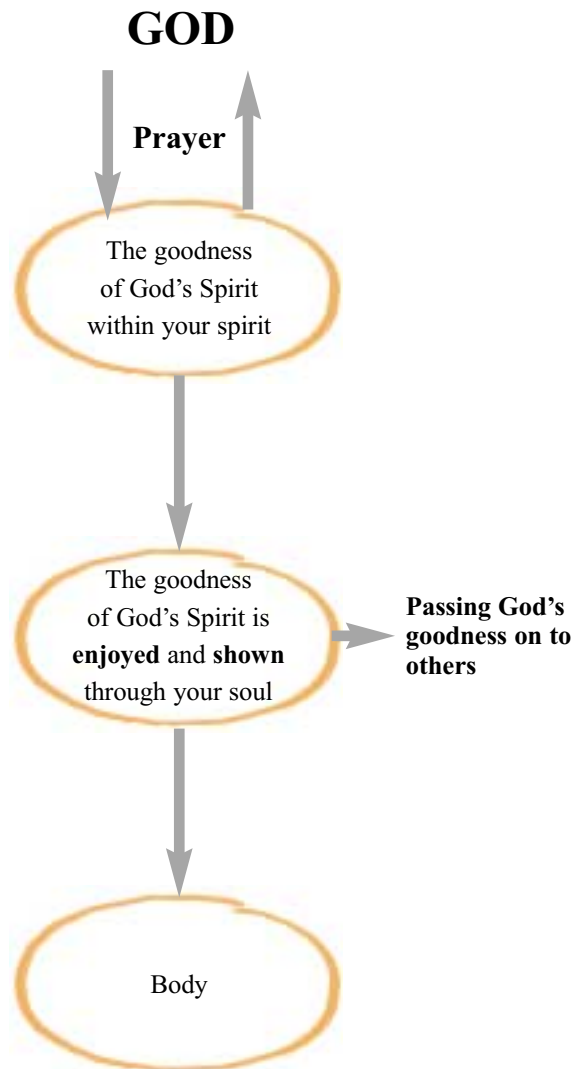 GOD
Prayer
The goodness
of God’s Spirit
within your spirit
The goodness
of God’s Spirit is
enjoyed and shown
through your soul
Passing God’s
goodness on to
others
Body